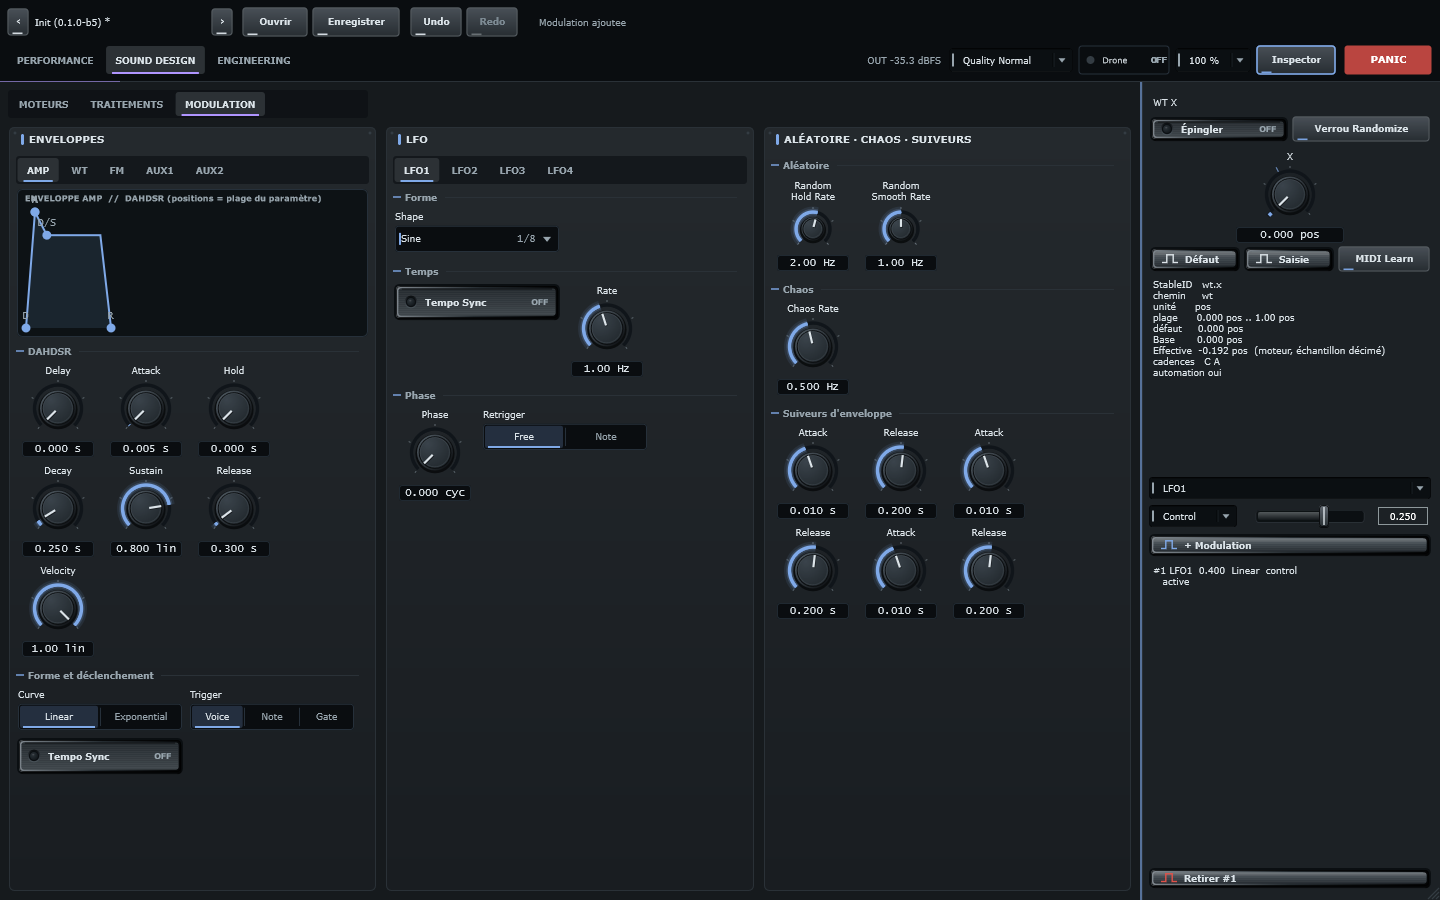 < Init (0.1.0-b5) * > Ouvrir Enregistrer Undo Redo Modulation ajoutee
PERFORMANCE SOUND DESIGN ENGINEERING OUT -35.3 dBFS Quality Normal Drone OFF 100 % Inspector PANIC
MOTEURS TRAITEMENTS MODULATION
ENVELOPPES
AMP WT FM AUX1 AUX2
ENVELOPPE AMP // DAHDSR (positions = plage du paramètre)
D/S
D R
DAHDSR
Delay Attack Hold
0.000 s 0.005 s 0.000 s
Decay Sustain Release
0.250 s 0.800 lin 0.300 s
Velocity
1.00 lin
Forme et déclenchement
Curve Trigger
Linear Exponential Voice Note Gate
Tempo Sync OFF
LFO
LFO1 LFO2 LFO3 LFO4
Forme
Shape
Sine 1/8
Temps
Tempo Sync OFF
Rate
1.00 Hz
Phase
Phase Retrigger
Free Note
0.000 cyc
ALÉATOIRE · CHAOS · SUIVEURS
Aléatoire
Random Hold Rate Random Smooth Rate
2.00 Hz 1.00 Hz
Chaos
Chaos Rate
0.500 Hz
Suiveurs d'enveloppe
Attack Release Attack
0.010 s 0.200 s 0.010 s
Release Attack Release
0.200 s 0.010 s 0.200 s
WT X
Épingler OFF Verrou Randomize
X
0.000 pos
Défaut Saisie MIDI Learn
StableID wt.x
chemin wt
unité pos
plage 0.000 pos .. 1.00 pos
défaut 0.000 pos
Base 0.000 pos
Effective -0.192 pos (moteur, échantillon décimé)
cadences C A
automation oui
LFO1
Control 0.250
+ Modulation
#1 LFO1 0.400 Linear control
active
Retirer #1